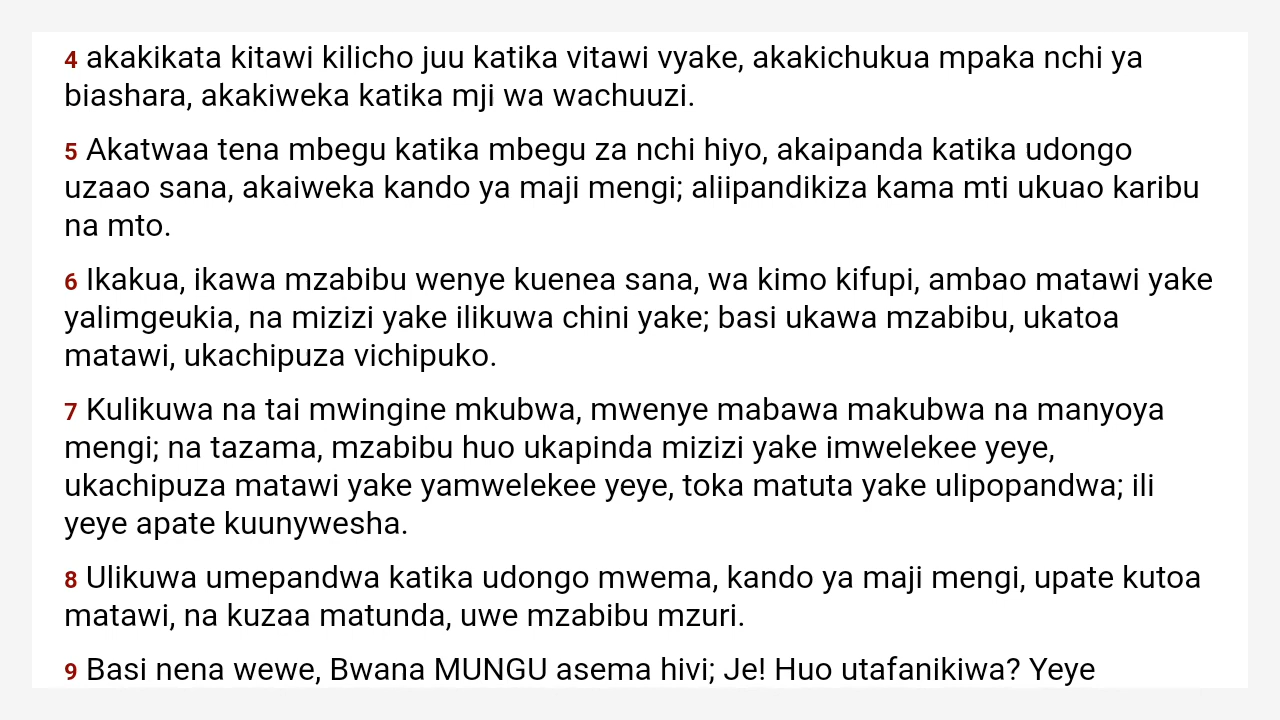 4 akakikata kitawi kilicho juu katika vitawi vyake, akakichukua mpaka nchi ya
biashara, akakiweka katika mji wa wachuuzi.
5 Akatwaa tena mbegu katika mbegu za nchi hiyo, akaipanda katika udongo
uzaao sana, akaiweka kando ya maji mengi; aliipandikiza kama mti ukuao karibu
na mto.
6 Ikakua, ikawa mzabibu wenye kuenea sana, wa kimo kifupi, ambao matawi yake
yalimgeukia, na mizizi yake ilikuwa chini yake; basi ukawa mzabibu, ukatoa
matawi, ukachipuza vichipuko.
7 Kulikuwa na tai mwingine mkubwa, mwenye mabawa makubwa na manyoya
mengi; na tazama, mzabibu huo ukapinda mizizi yake imwelekee yeye,
ukachipuza matawi yake yamwelekee yeye, toka matuta yake ulipopandwa; ili
yeye apate kuunywesha.
8 Ulikuwa umepandwa katika udongo mwema, kando ya maji mengi, upate kutoa
matawi, na kuzaa matunda, uwe mzabibu mzuri.
9 Basi nena wewe, Bwana MUNGU asema hivi; Je! Huo utafanikiwa? Yeye